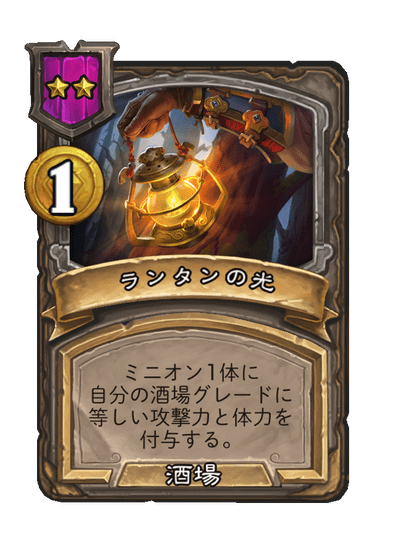 1
ランタンの光
ミニオン1体に
自分の酒場グレードに
等しい攻撃力と体力を
付与する。
酒場